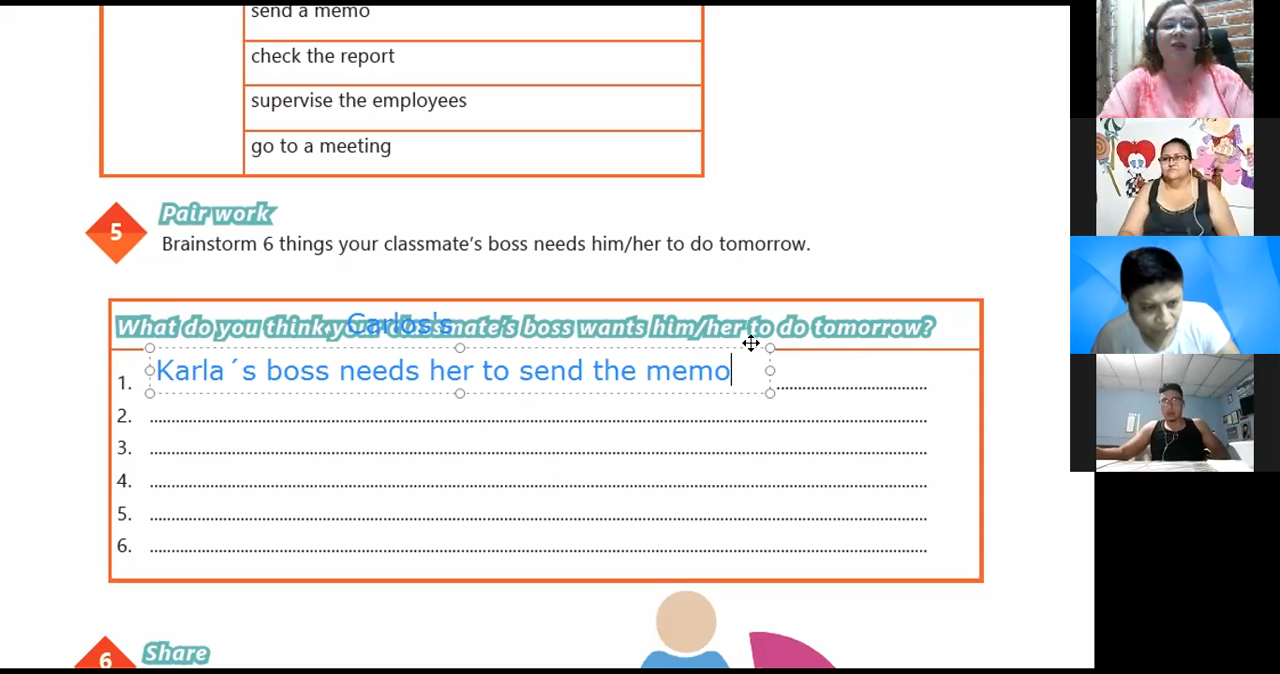 send a memo
check the report
supervise the employees
go to a meeting
5
Pair work
Brainstorm 6 things your classmate's boss needs him/her to do tomorrow.
Carlos's
What do you think your classmate's boss wants him/her to do tomorrow?
1. Karla´s boss needs her to send the memo
2.
3.
4.
5.
6.
6
Share